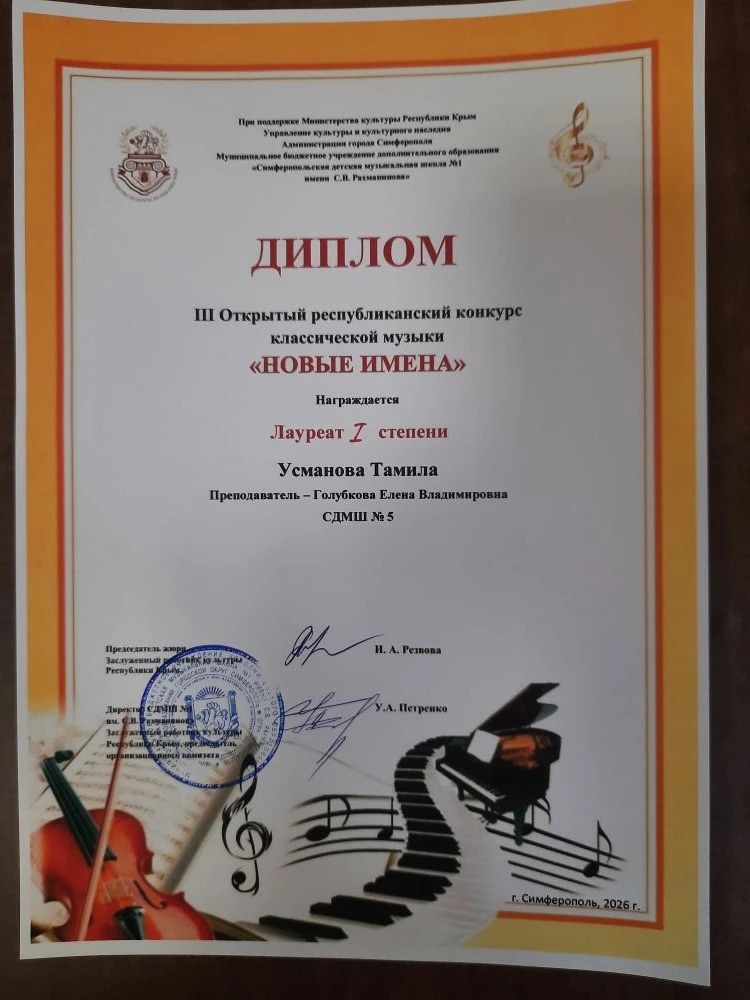 При поддержке Министерства культуры Республики Крым
Управление культуры и культурного наследия
Администрации города Симферополя
Муниципальное бюджетное учреждение дополнительного образования
«Симферопольская детская музыкальная школа №1
имени С.В. Рахманинова»
ДИПЛОМ
III Открытый республиканский конкурс
классической музыки
«НОВЫЕ ИМЕНА»
Награждается
Лауреат I степени
Усманова Тамила
Преподаватель – Голубкова Елена Владимировна
СДМШ № 5
Председатель жюри
Заслуженный работник культуры
Республики Крым
И. А. Резвова
Директор СДМШ №1
им. С.В. Рахманинова
Заслуженный работник культуры
Республики Крым, председатель
организационного комитета
У.А. Петренко
г. Симферополь, 2026 г.